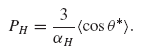 P_H = \frac{3}{\alpha_H} \langle \cos \theta^* \rangle.